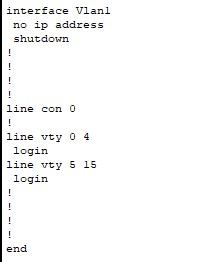 interface Vlan1
 no ip address
 shutdown
!
!
!
!
line con 0
!
line vty 0 4
 login
line vty 5 15
 login
!
!
!
!
end